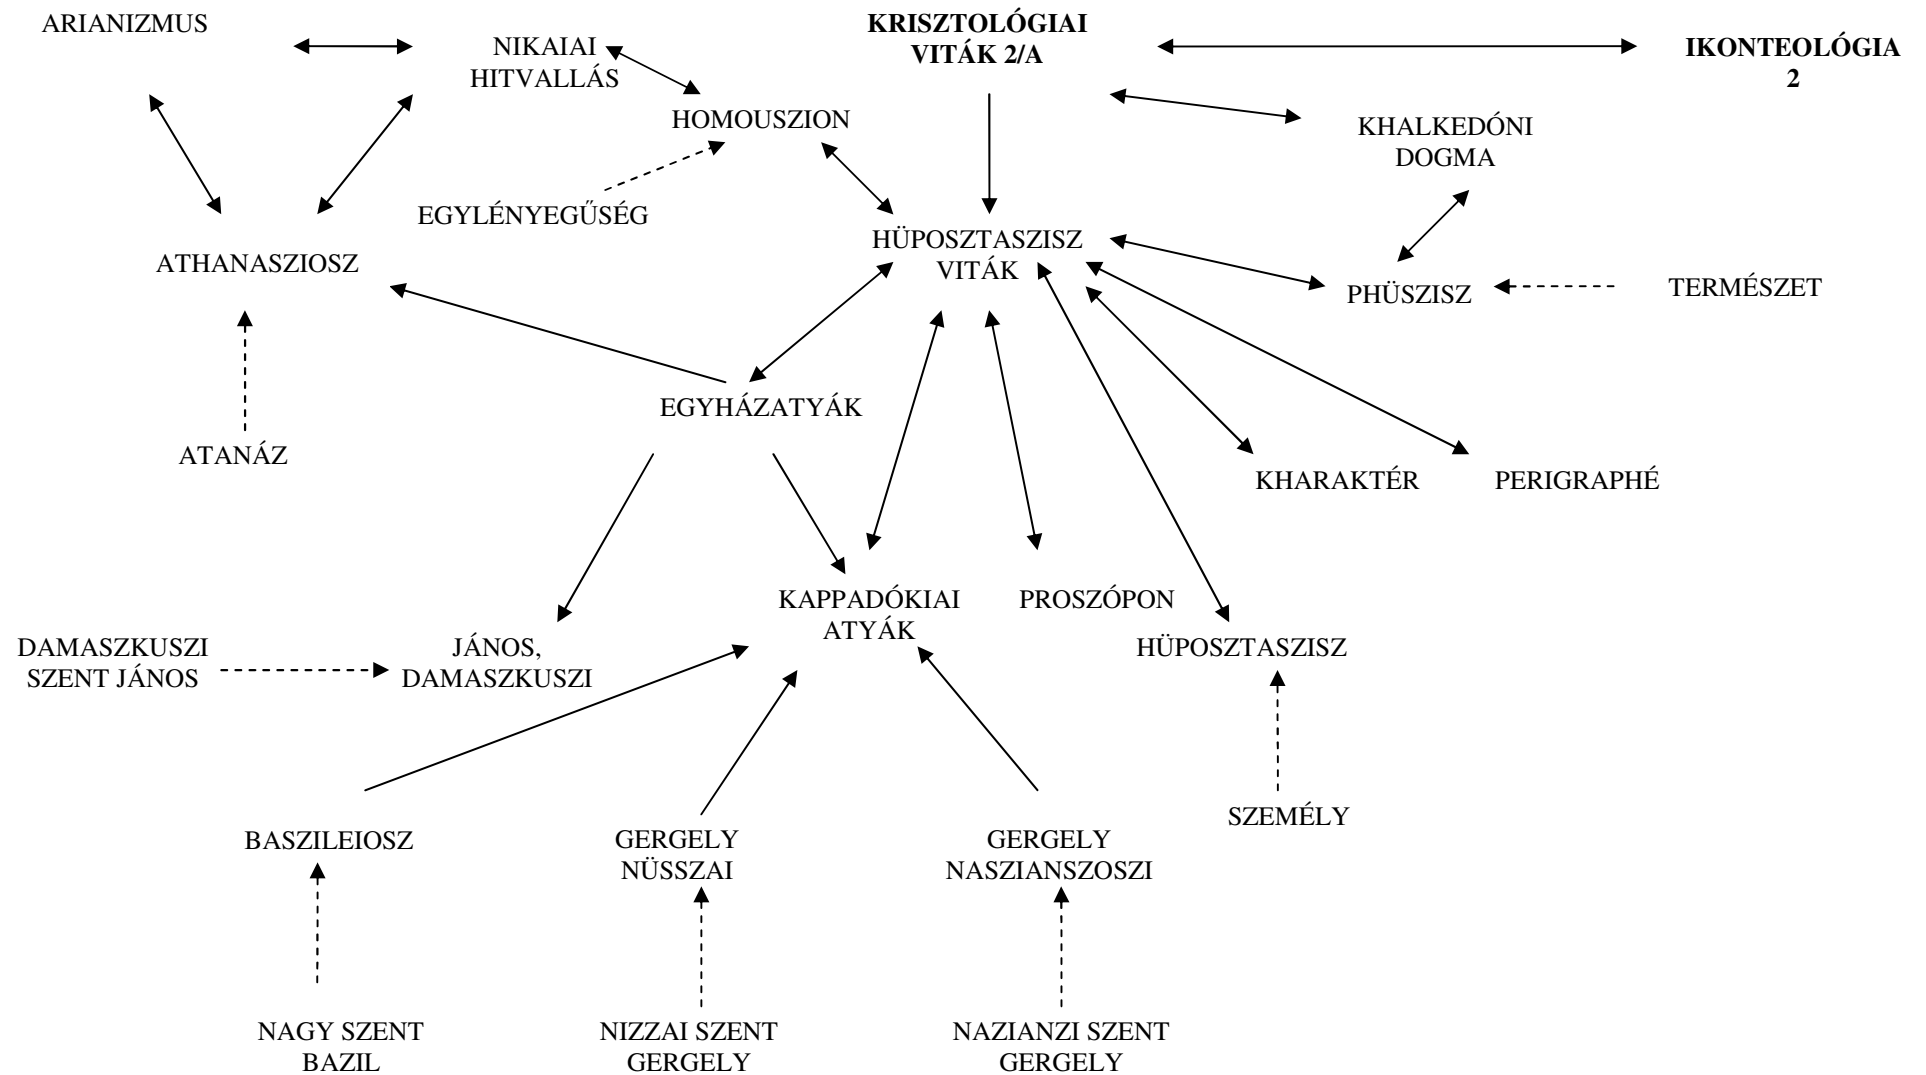 ARIANIZMUS
KRISZTOLÓGIAI
VITÁK 2/A
NIKAIAI
HITVALLÁS
IKONTEOLÓGIA
2
HOMOUSZION
KHALKEDÓNI
DOGMA
EGYLÉNYEGŰSÉG
HÜPOSZTASZISZ
VITÁK
ATHANASZIOSZ
PHÜSZISZ
TERMÉSZET
EGYHÁZATYÁK
ATANÁZ
KHARAKTÉR
PERIGRAPHÉ
KAPPADÓKIAI
ATYÁK
PROSZÓPON
DAMASZKUSZI
SZENT JÁNOS
JÁNOS,
DAMASZKUSZI
HÜPOSZTASZISZ
SZEMÉLY
BASZILEIOSZ
GERGELY
NÜSSZAI
GERGELY
NASZIANSZOSZI
NAGY SZENT
BAZIL
NIZZAI SZENT
GERGELY
NAZIANZI SZENT
GERGELY